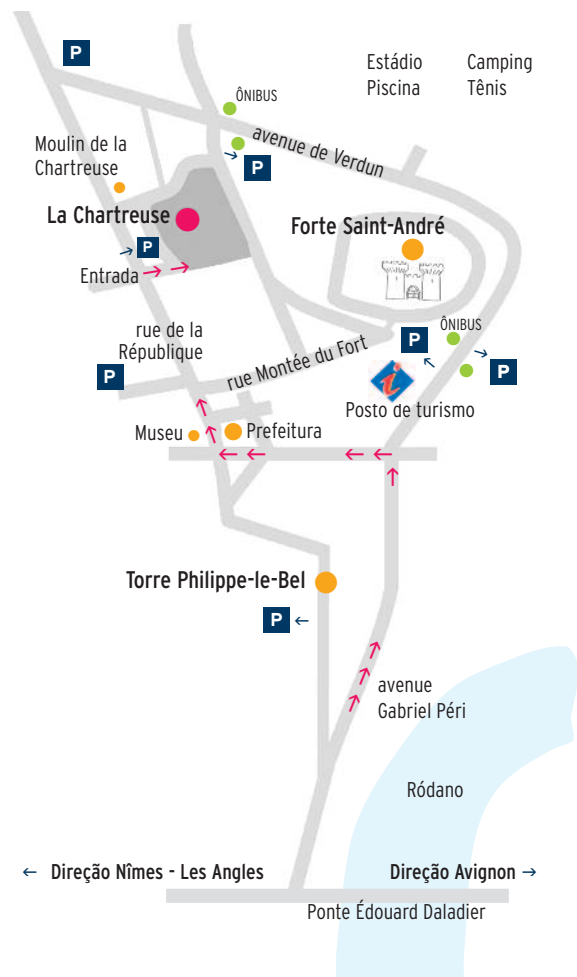 P
Estádio
Piscina
Camping
Tênis
ÔNIBUS
avenue de Verdun
Moulin de la
Chartreuse
P
La Chartreuse
Forte Saint-André
P
Entrada
rue de la
République
ÔNIBUS
P
P
P
rue Montée du Fort
i
Posto de turismo
Museu
Prefeitura
Torre Philippe-le-Bel
P
avenue
Gabriel Péri
Ródano
Direção Nîmes - Les Angles
Direção Avignon
Ponte Édouard Daladier